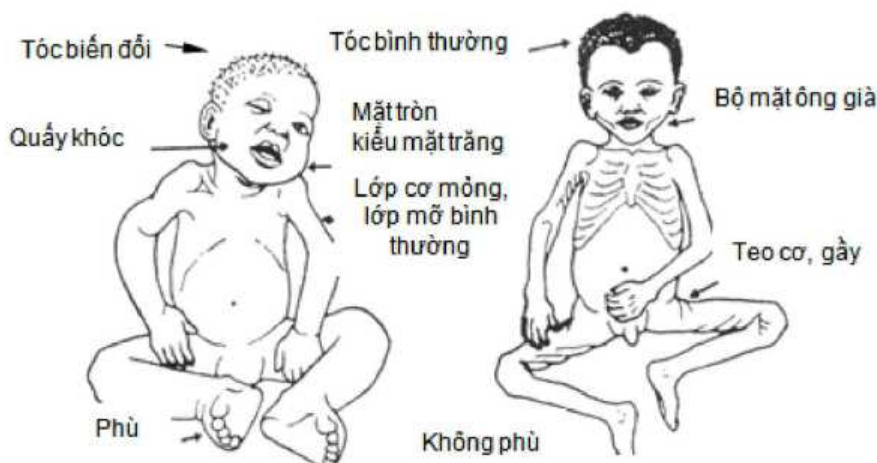 Tóc biến đổi
Tóc bình thường
Quấy khóc
Mặt tròn
kiểu mặt trăng
Bộ mặt ông già
Lớp cơ mỏng,
lớp mỡ bình
thường
Teo cơ, gầy
Phù
Không phù